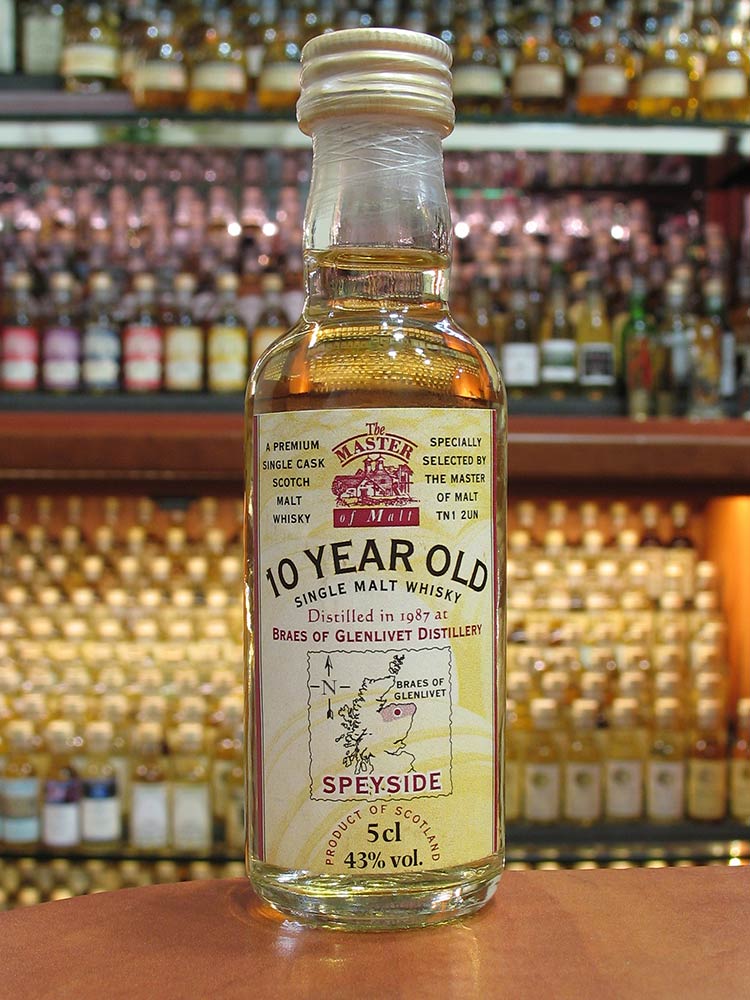 The
MASTER
of Malt
A PREMIUM
SINGLE CASK
SCOTCH
MALT
WHISKY
SPECIALLY
SELECTED BY
THE MASTER
OF MALT
TN1 2UN
10 YEAR OLD
SINGLE MALT WHISKY
Distilled in 1987 at
BRAES OF GLENLIVET DISTILLERY
N
BRAES OF
GLENLIVET
SPEYSIDE
PRODUCT OF SCOTLAND
5cl
43% vol.